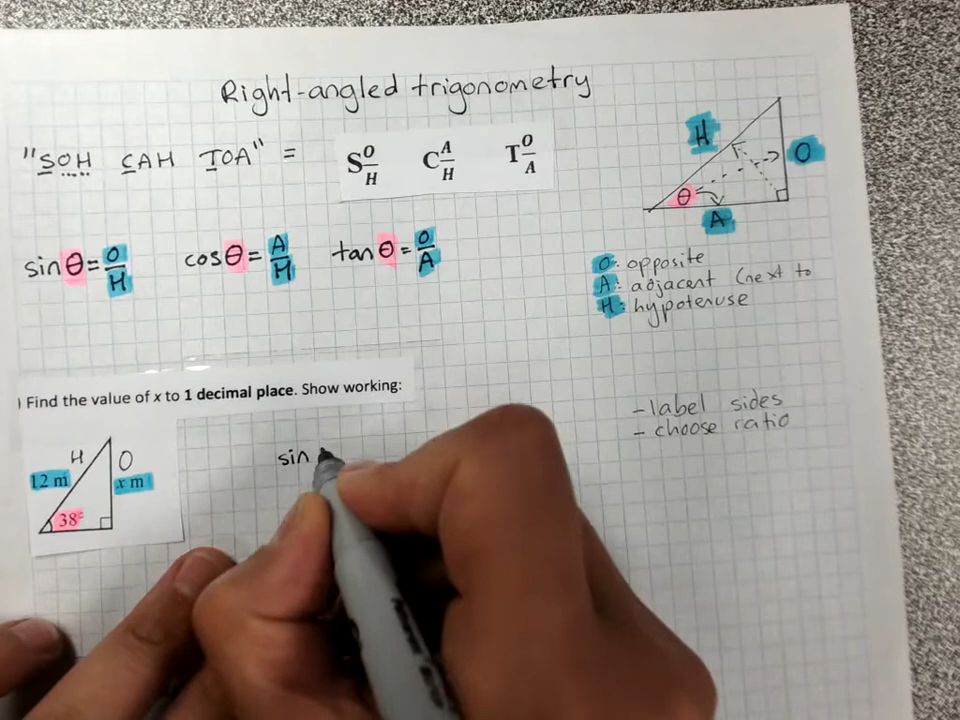 Right-angled trigonometry
"SOH CAH TOA" = S O/H C A/H T O/A
H
O
θ
A
sin θ = O/H cos θ = A/H tan θ = O/A
O: opposite
A: adjacent (next to
H: hypotenuse
) Find the value of x to 1 decimal place. Show working:
- label sides
- choose ratio
H O
12 m x m
38°
sin